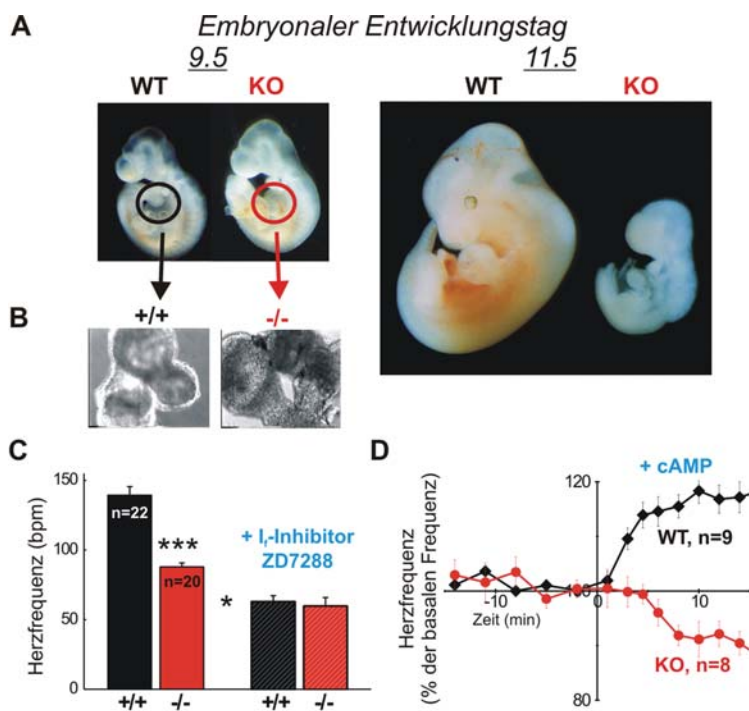 A
Embryonaler Entwicklungstag
9.5
11.5
WT
KO
WT
KO
B
+/+
-/-
C
Herzfrequenz (bpm)
150
100
50
0
n=22
***
n=20
*
+ If-Inhibitor
ZD7288
+/+
-/-
+/+
-/-
D
+ cAMP
Herzfrequenz
(% der basalen Frequenz)
120
100
80
-10
0
10
Zeit (min)
WT, n=9
KO, n=8